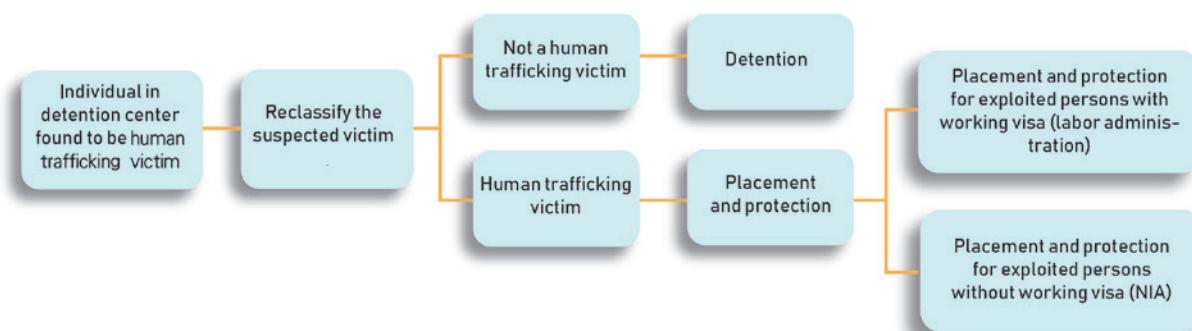 Individual in
detention center
found to be human
trafficking victim
Reclassify the
suspected victim
.
Not a human
trafficking victim
Detention
Human trafficking
victim
Placement
and protection
Placement and protection
for exploited persons with
working visa (labor adminis-
tration)
Placement and protection
for exploited persons
without working visa (NIA)